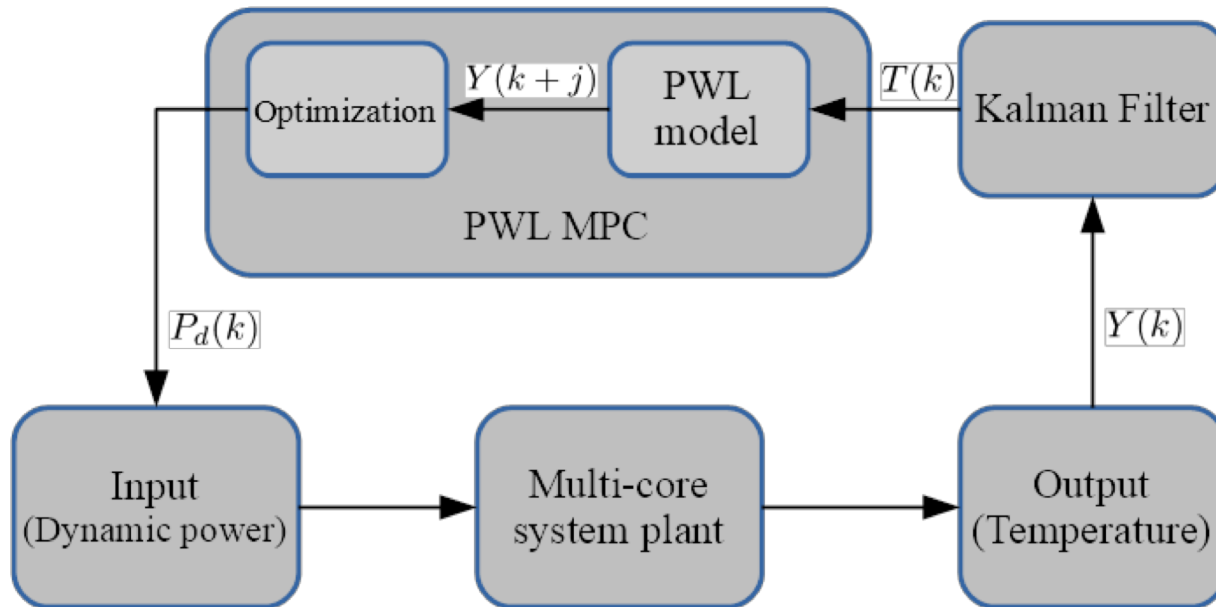 Optimization
Y(k + j)
PWL
model
T(k)
Kalman Filter
PWL MPC
P_d(k)
Y(k)
Input
(Dynamic power)
Multi-core
system plant
Output
(Temperature)